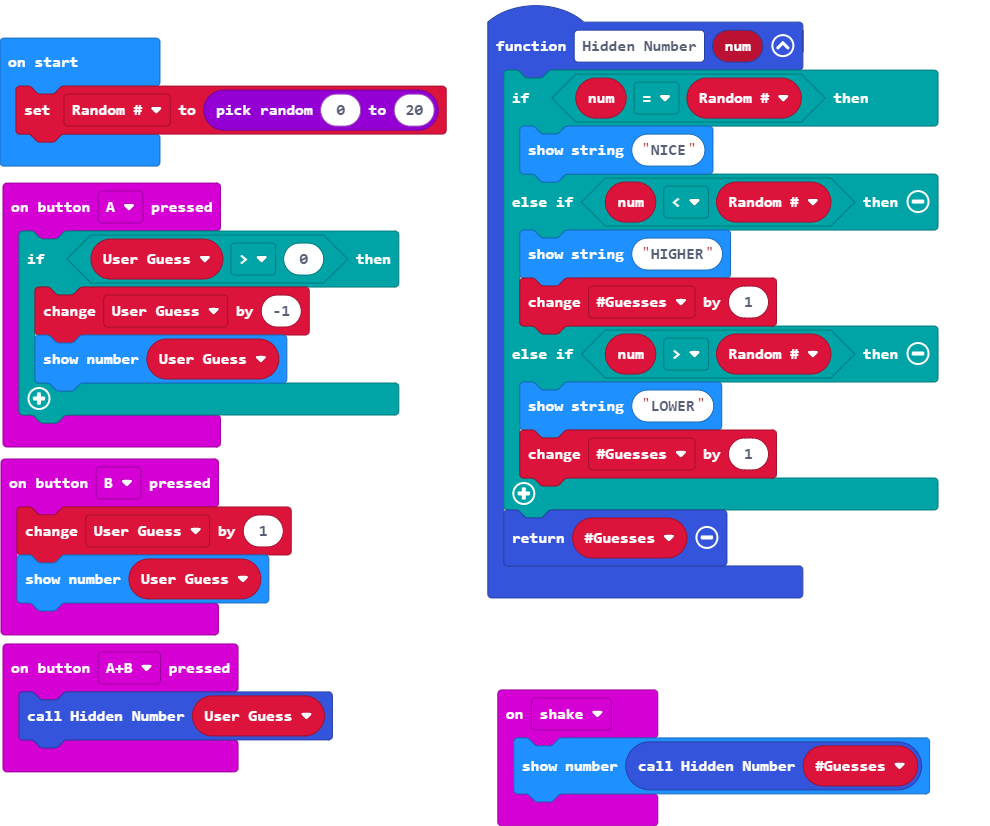 on start
set Random # to pick random 0 to 20
on button A pressed
if User Guess > 0 then
change User Guess by -1
show number User Guess
on button B pressed
change User Guess by 1
show number User Guess
on button A+B pressed
call Hidden Number User Guess
function Hidden Number num
if num = Random # then
show string "NICE"
else if num < Random # then
show string "HIGHER"
change #Guesses by 1
else if num > Random # then
show string "LOWER"
change #Guesses by 1
return #Guesses
on shake
show number call Hidden Number #Guesses